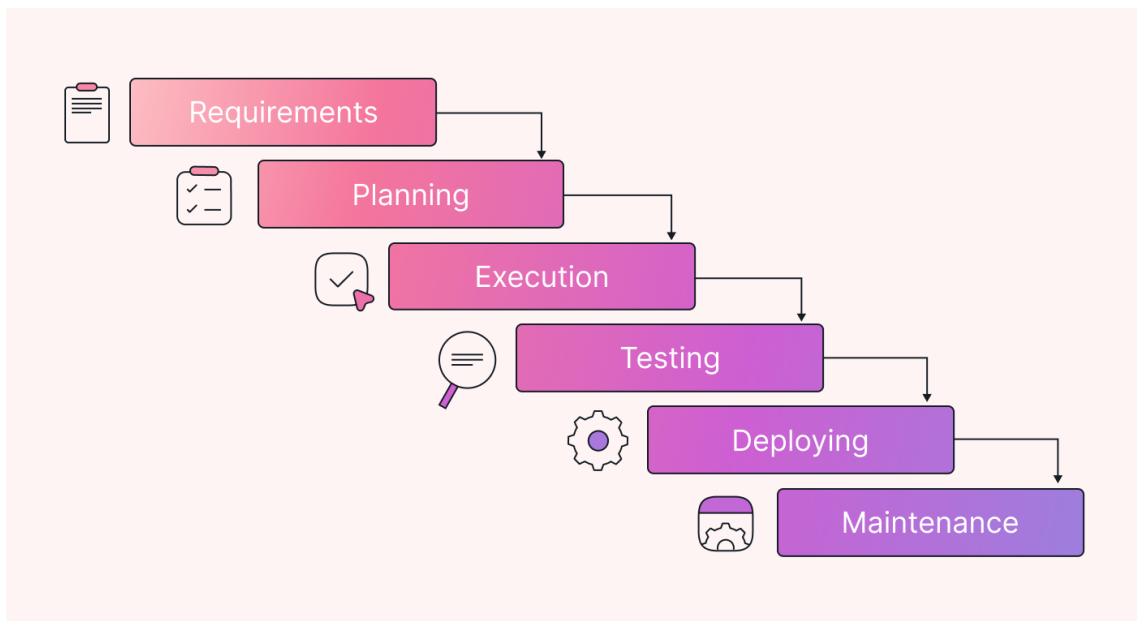 Requirements
Planning
Execution
Testing
Deploying
Maintenance